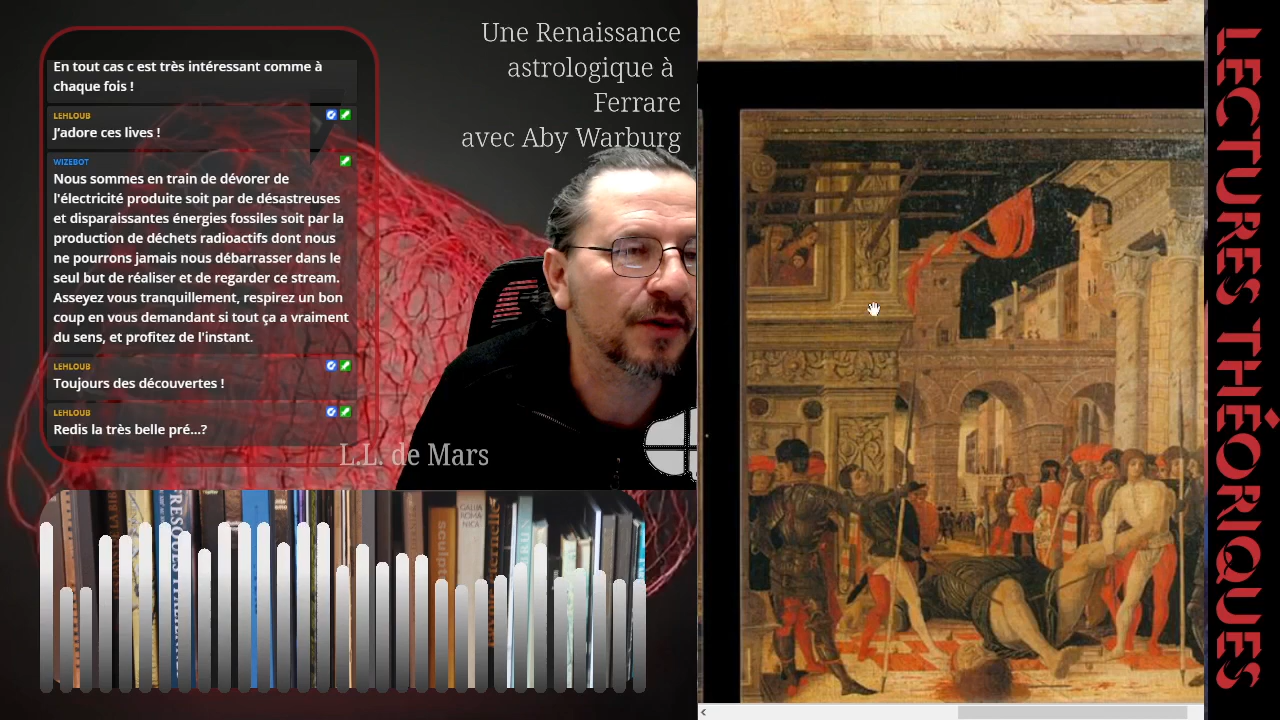 Une Renaissance
astrologique à
Ferrare
avec Aby Warburg
En tout cas c est très intéressant comme à
chaque fois !
LEHLOUB
J'adore ces lives !
WIZEBOT
Nous sommes en train de dévorer de
l'électricité produite soit par de désastreuses
et disparaissantes énergies fossiles soit par la
production de déchets radioactifs dont nous
ne pourrons jamais nous débarrasser dans le
seul but de réaliser et de regarder ce stream.
Asseyez vous tranquillement, respirez un bon
coup en vous demandant si tout ça a vraiment
du sens, et profitez de l'instant.
LEHLOUB
Toujours des découvertes !
LEHLOUB
Redis la très belle pré...?
L.L. de Mars
GALLIA
ROMA
NICA
LECTURES THÉORIQUES